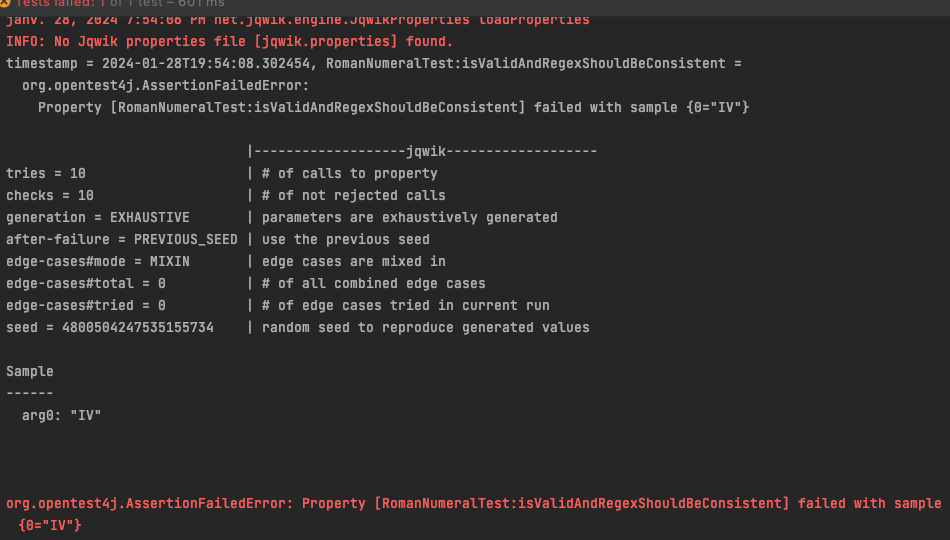 Tests failed: 1 of 1 test – 601 ms
janv. 28, 2024 7:54:08 PM net.jqwik.engine.JqwikProperties loadProperties
INFO: No Jqwik properties file [jqwik.properties] found.
timestamp = 2024-01-28T19:54:08.302454, RomanNumeralTest:isValidAndRegexShouldBeConsistent =
  org.opentest4j.AssertionFailedError:
    Property [RomanNumeralTest:isValidAndRegexShouldBeConsistent] failed with sample {0="IV"}
                              |-------------------jqwik-------------------
tries = 10                    | # of calls to property
checks = 10                   | # of not rejected calls
generation = EXHAUSTIVE       | parameters are exhaustively generated
after-failure = PREVIOUS_SEED | use the previous seed
edge-cases#mode = MIXIN       | edge cases are mixed in
edge-cases#total = 0          | # of all combined edge cases
edge-cases#tried = 0          | # of edge cases tried in current run
seed = 4800504247535155734    | random seed to reproduce generated values
Sample
------
  arg0: "IV"
org.opentest4j.AssertionFailedError: Property [RomanNumeralTest:isValidAndRegexShouldBeConsistent] failed with sample
 {0="IV"}